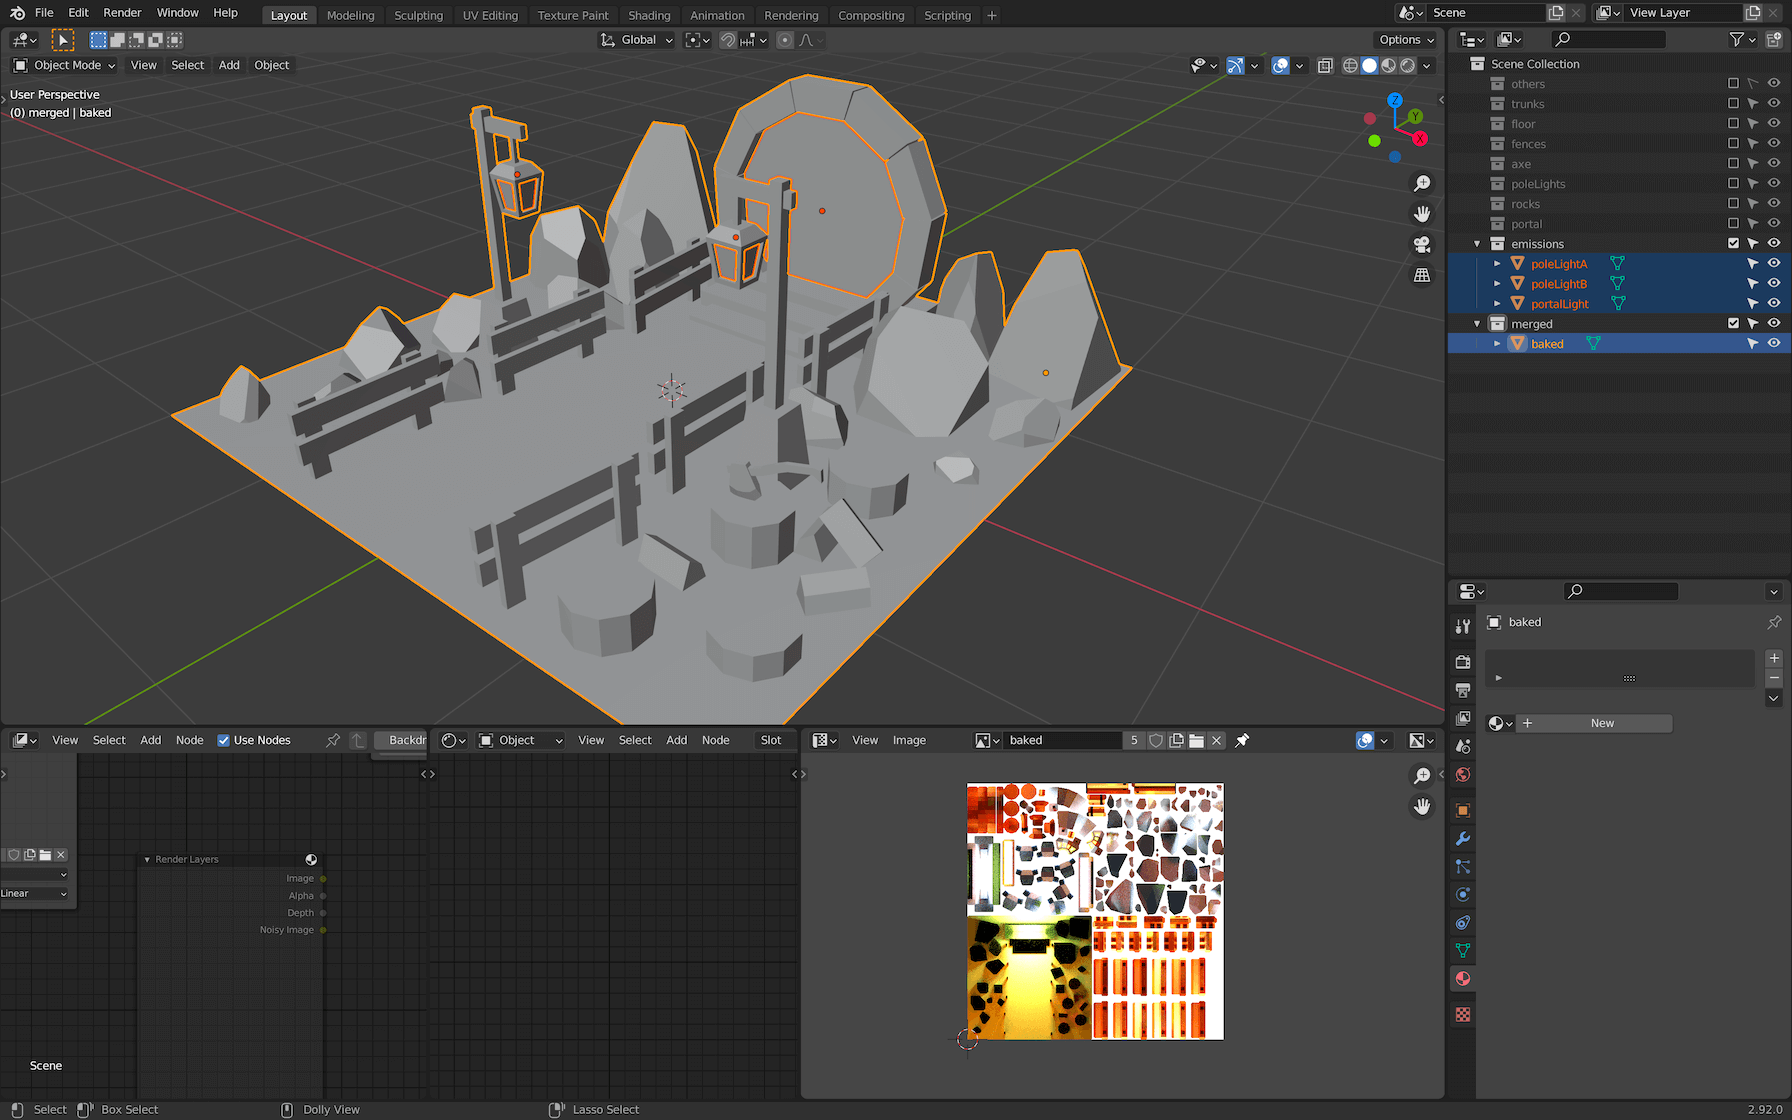 File Edit Render Window Help Layout Modeling Sculpting UV Editing Texture Paint Shading Animation Rendering Compositing Scripting + Scene View Layer
Global Options
Object Mode View Select Add Object
User Perspective
(0) merged | baked
Z
Y
X
Scene Collection
others
trunks
floor
fences
axe
poleLights
rocks
portal
emissions
poleLightA
poleLightB
portalLight
merged
baked
baked
+ New
View Select Add Node Use Nodes Backdr
Object View Select Add Node Slot
View Image baked 5
Linear
Render Layers
Image
Alpha
Depth
Noisy Image
Scene
Select Box Select Dolly View Lasso Select 2.92.0